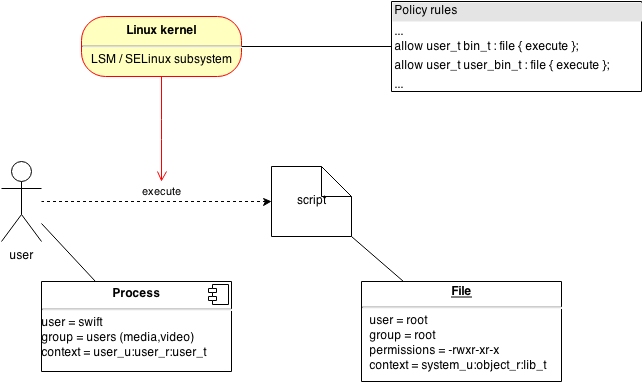 Linux kernel
LSM / SELinux subsystem
Policy rules
...
allow user_t bin_t : file { execute };
allow user_t user_bin_t : file { execute };
...
execute
script
user
Process
user = swift
group = users (media,video)
context = user_u:user_r:user_t
File
user = root
group = root
permissions = -rwxr-xr-x
context = system_u:object_r:lib_t